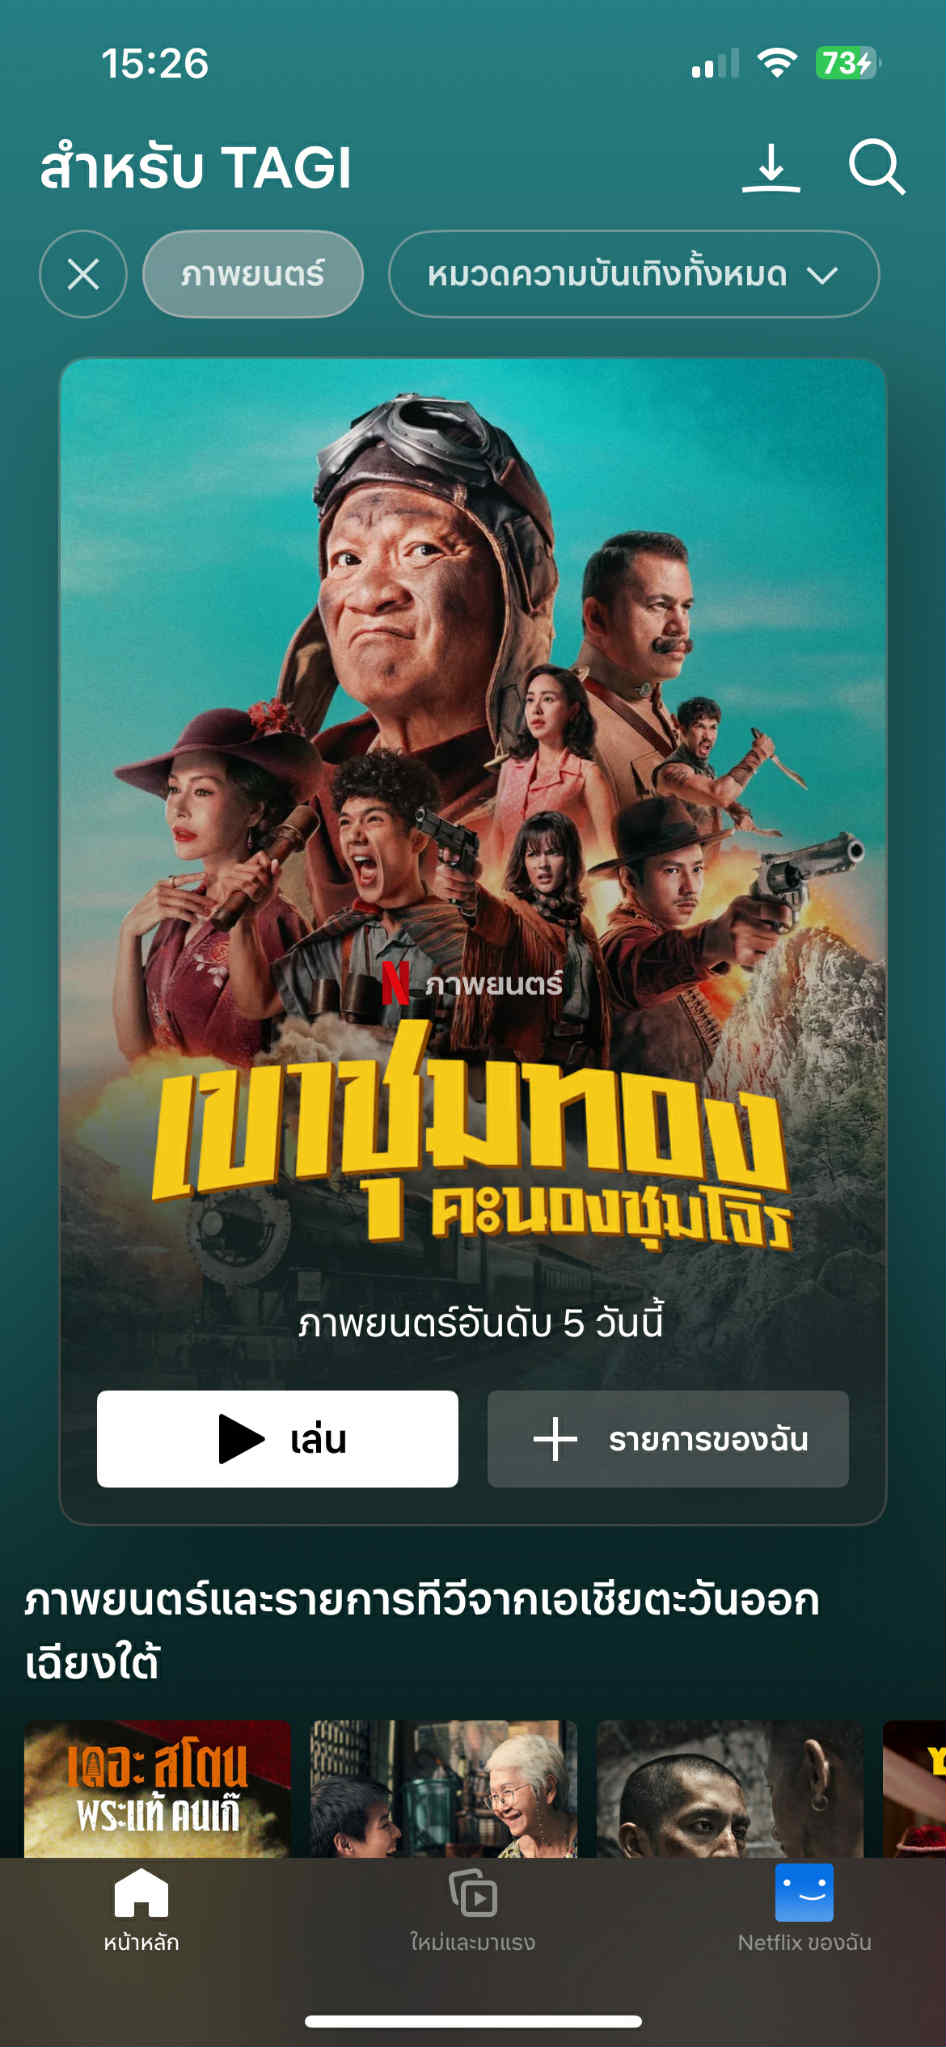 15:26
73
สำหรับ TAGI
ภาพยนตร์
หมวดความบันเทิงทั้งหมด
N ภาพยนตร์
เขาชุมทอง
คะนองชุมโจร
ภาพยนตร์อันดับ 5 วันนี้
เล่น
รายการของฉัน
ภาพยนตร์และรายการทีวีจากเอเชียตะวันออก
เฉียงใต้
เดอะ สโตน
พระแท้ คนเก๊
หน้าหลัก
ใหม่และมาแรง
Netflix ของฉัน